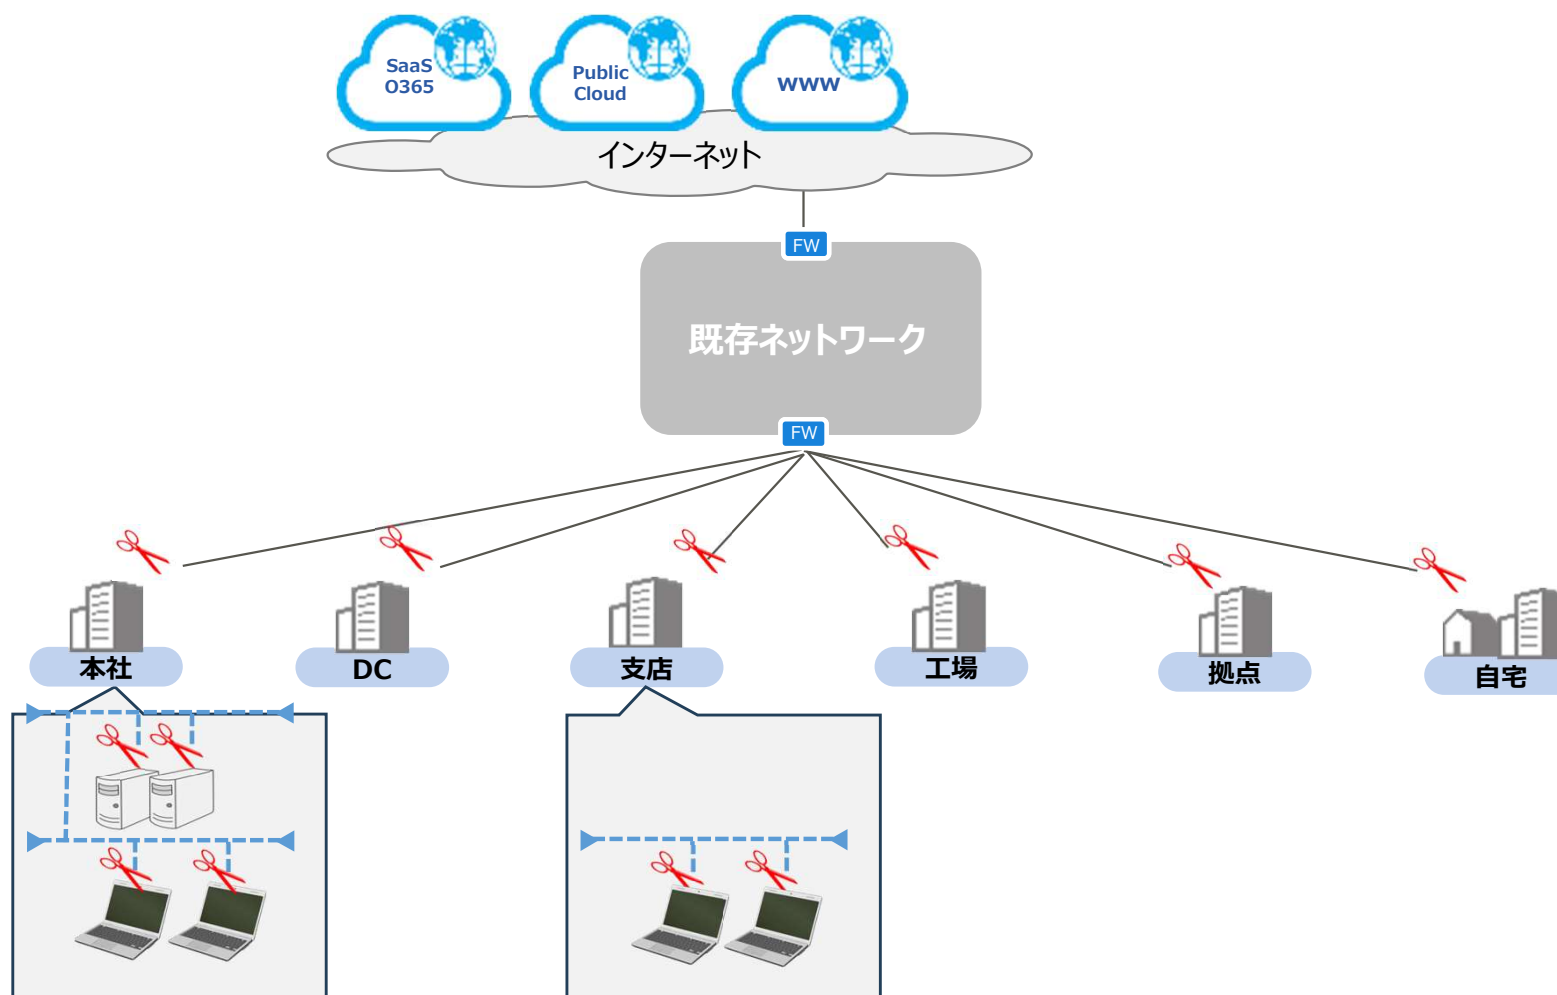 SaaS
O365
Public
Cloud
www
インターネット
FW
既存ネットワーク
FW
本社
DC
支店
工場
拠点
自宅